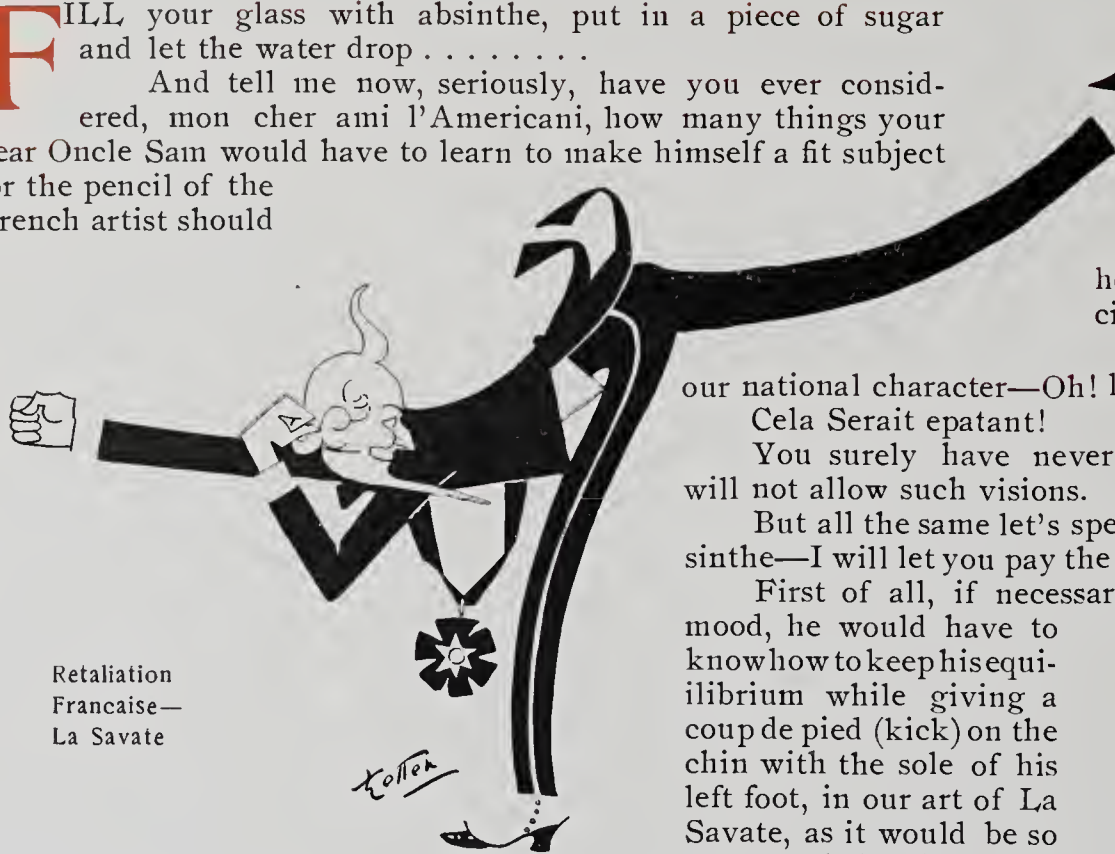 FILL your glass with absinthe, put in a piece of sugar
and let the water drop . . . . . . . .
And tell me now, seriously, have you ever consid-
ered, mon cher ami l'Americani, how many things your
ear Oncle Sam would have to learn to make himself a fit subject
r the pencil of the
rench artist should
our national character—Oh!
Cela Serait epatant!
You surely have never
will not allow such visions.
But all the same let's spe
sinthe—I will let you pay the
First of all, if necessar
mood, he would have to
know how to keep his equi-
ilibrium while giving a
coup de pied (kick) on the
chin with the sole of his
left foot, in our art of La
Savate, as it would be so
Retaliation
Francaise—
La Savate